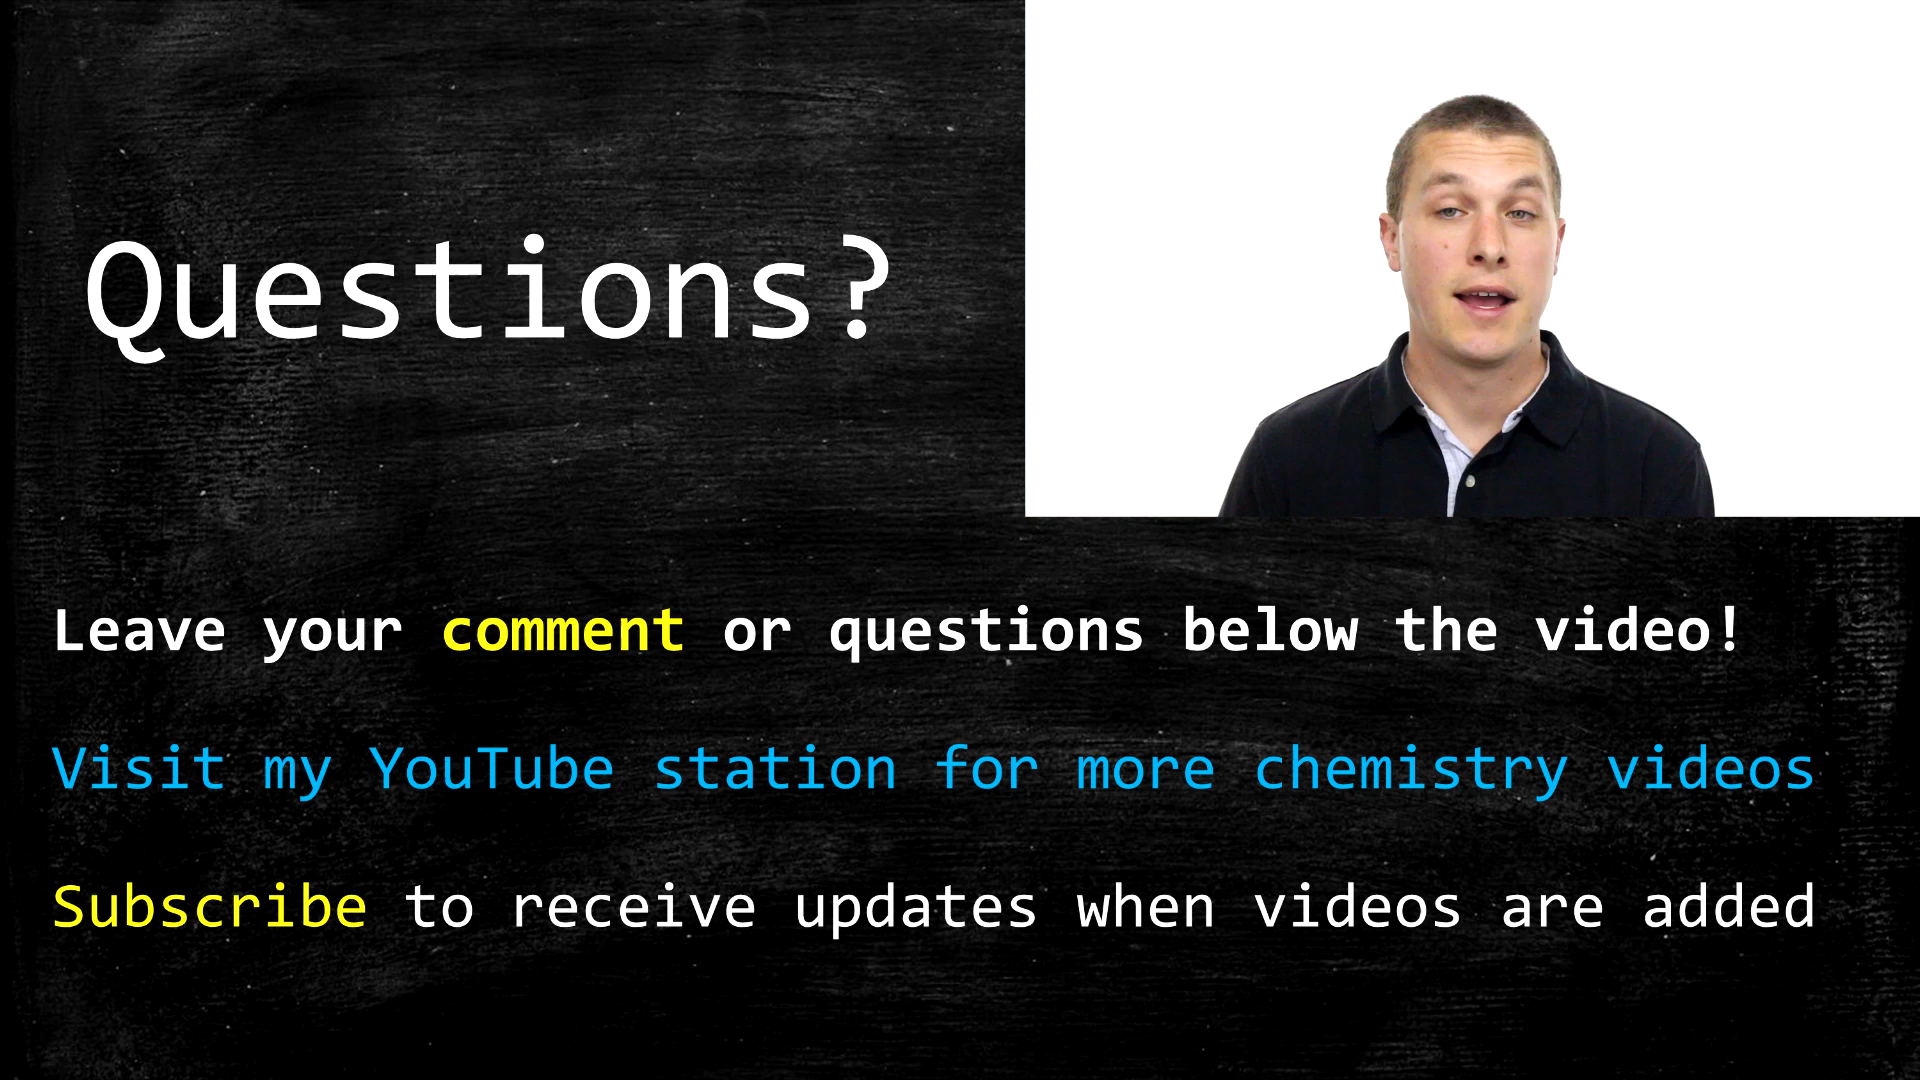 Questions?
Leave your comment or questions below the video!
Visit my YouTube station for more chemistry videos
Subscribe to receive updates when videos are added